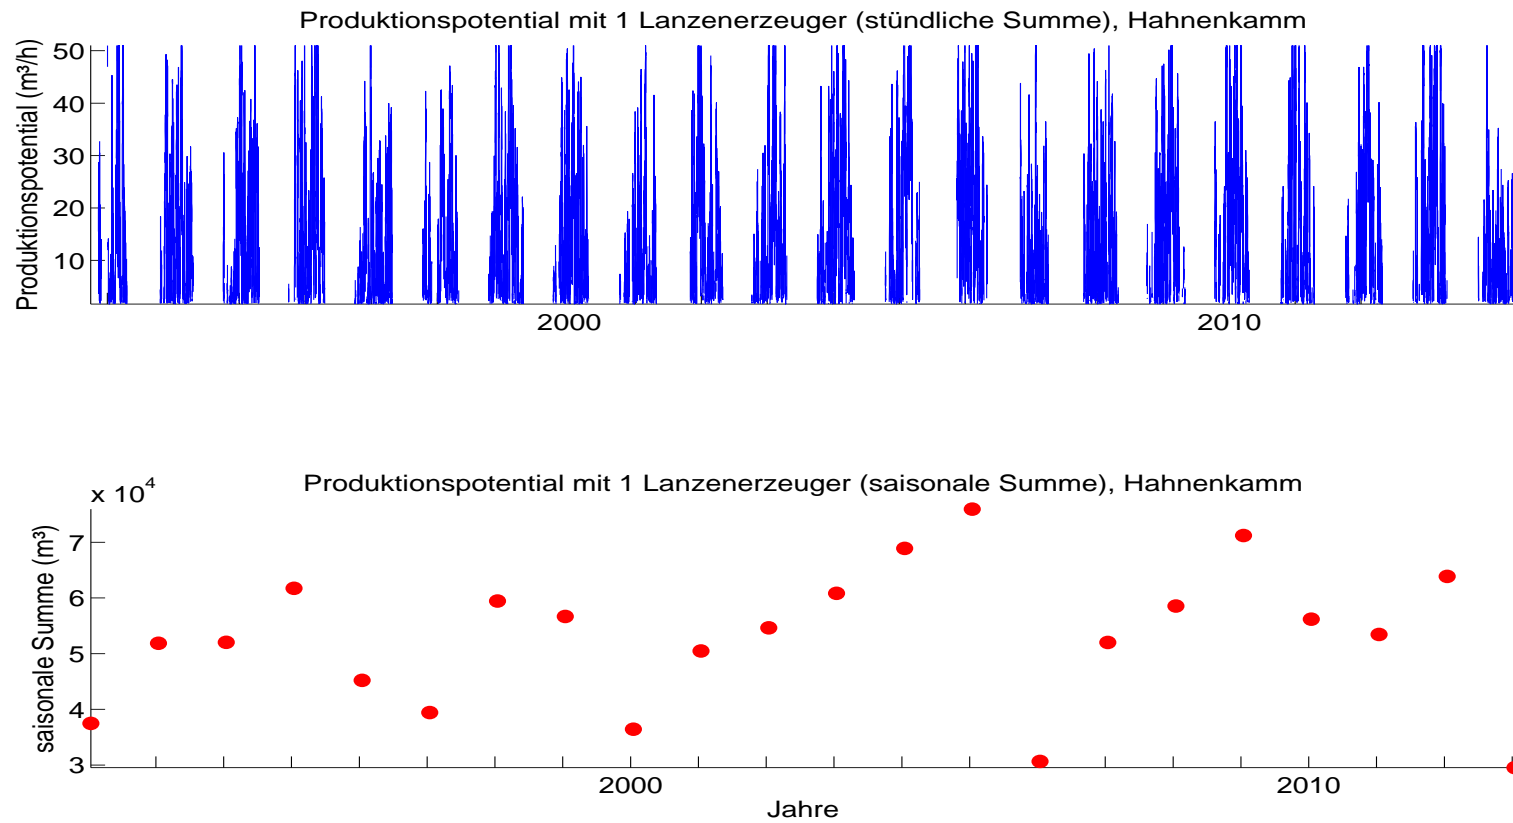 Produktionspotential mit 1 Lanzenerzeuger (stündliche Summe), Hahnenkamm
Produktionspotential (m³/h)
50
40
30
20
10
2000
2010
Produktionspotential mit 1 Lanzenerzeuger (saisonale Summe), Hahnenkamm
x 10⁴
saisonale Summe (m³)
7
6
5
4
3
2000
2010
Jahre